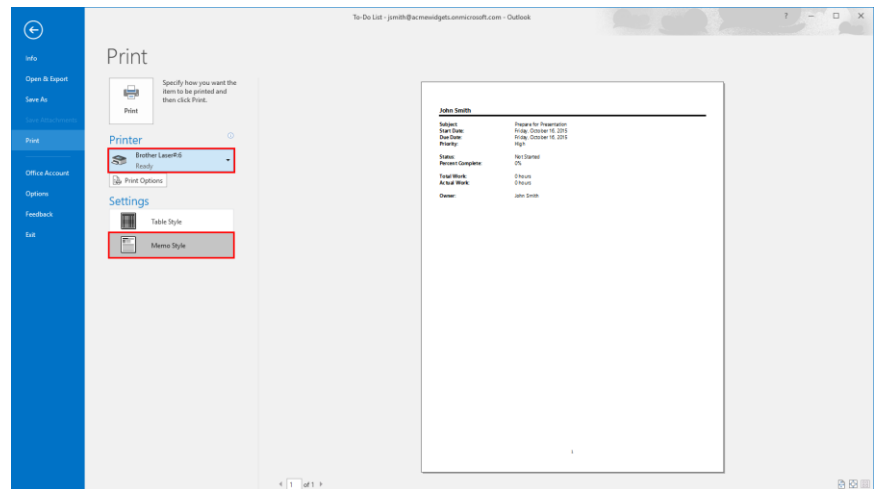 To-Do List - jsmith@acmewidgets.onmicrosoft.com - Outlook
?
Info
Open & Export
Save As
Save Attachments
Print
Office Account
Options
Feedback
Exit
Print
Print
Specify how you want the
item to be printed and
then click Print.
Printer
Brother LaserR:6
Ready
Print Options
Settings
Table Style
Memo Style
John Smith
Subject: Prepare for Presentation
Start Date: Friday, October 16, 2015
Due Date: Friday, October 16, 2015
Priority: High
Status: Not Started
Percent Complete: 0%
Total Work: 0 hours
Actual Work: 0 hours
Owner: John Smith
1
1 of 1